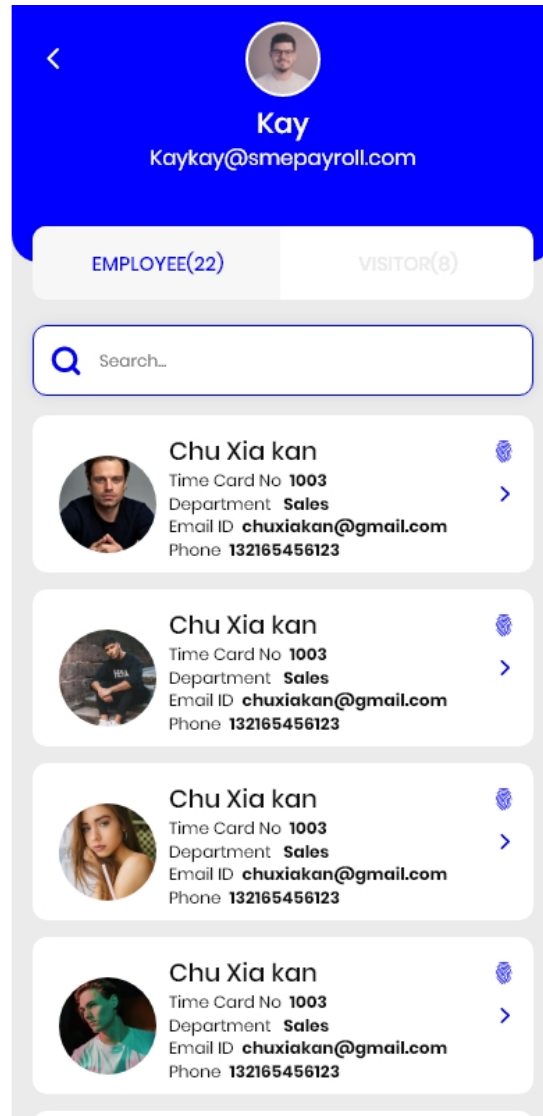 Kay
Kaykay@smepayroll.com
EMPLOYEE(22)
VISITOR(8)
Search...
Chu Xia kan
Time Card No 1003
Department Sales
Email ID chuxiakan@gmail.com
Phone 132165456123
Chu Xia kan
Time Card No 1003
Department Sales
Email ID chuxiakan@gmail.com
Phone 132165456123
Chu Xia kan
Time Card No 1003
Department Sales
Email ID chuxiakan@gmail.com
Phone 132165456123
Chu Xia kan
Time Card No 1003
Department Sales
Email ID chuxiakan@gmail.com
Phone 132165456123